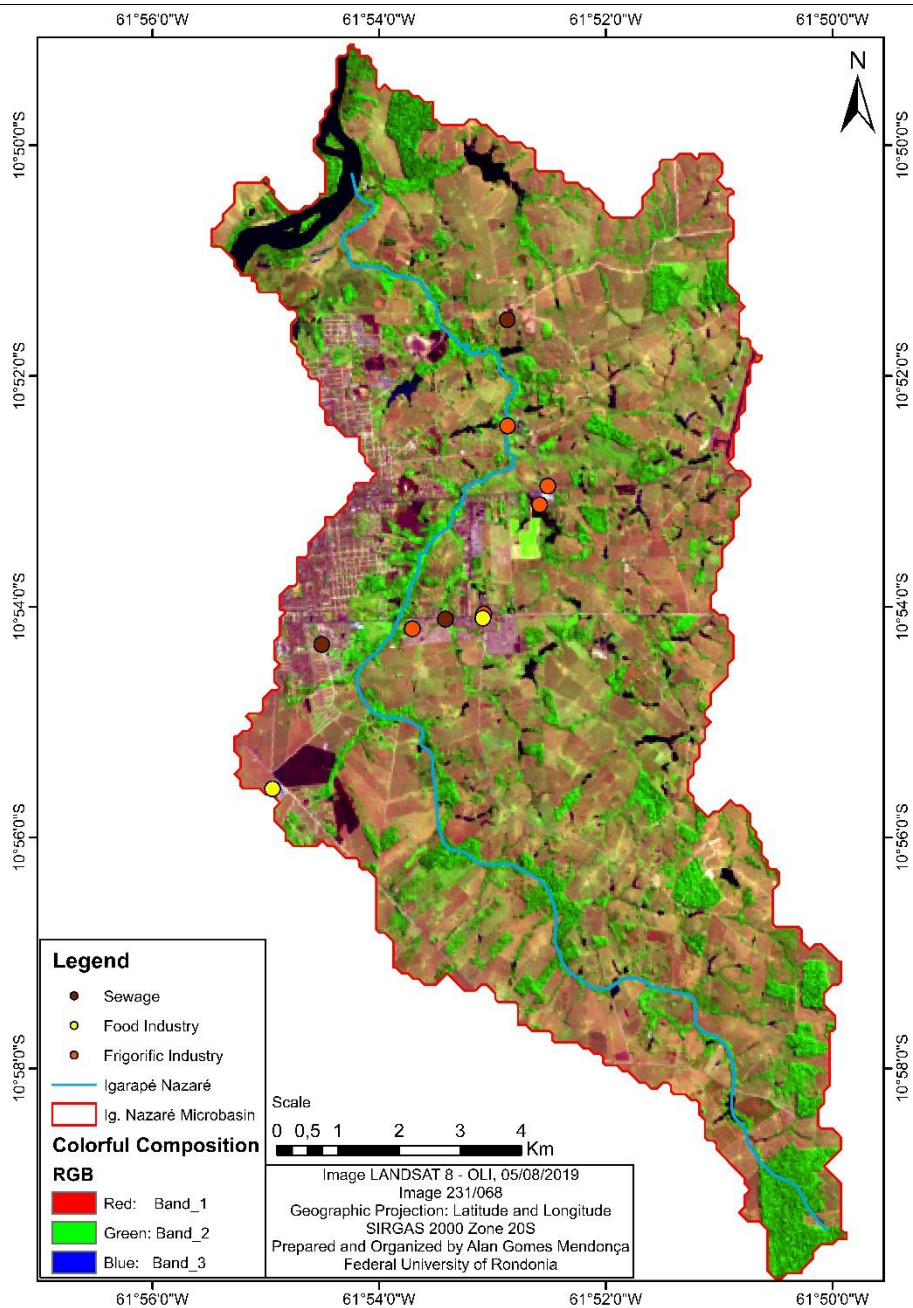 61°56'0"W 61°54'0"W 61°52'0"W 61°50'0"W
N
10°50'0"S 10°50'0"S
10°52'0"S 10°52'0"S
10°54'0"S 10°54'0"S
10°56'0"S 10°56'0"S
10°58'0"S 10°58'0"S
Legend
Sewage
Food Industry
Frigorific Industry
Igarapé Nazaré
Ig. Nazaré Microbasin
Colorful Composition
RGB
Red: Band_1
Green: Band_2
Blue: Band_3
Scale
0 0,5 1 2 3 4
Km
Image LANDSAT 8 - OLI, 05/08/2019
Image 231/068
Geographic Projection: Latitude and Longitude
SIRGAS 2000 Zone 20S
Prepared and Organized by Alan Gomes Mendonça
Federal University of Rondonia
61°56'0"W 61°54'0"W 61°52'0"W 61°50'0"W